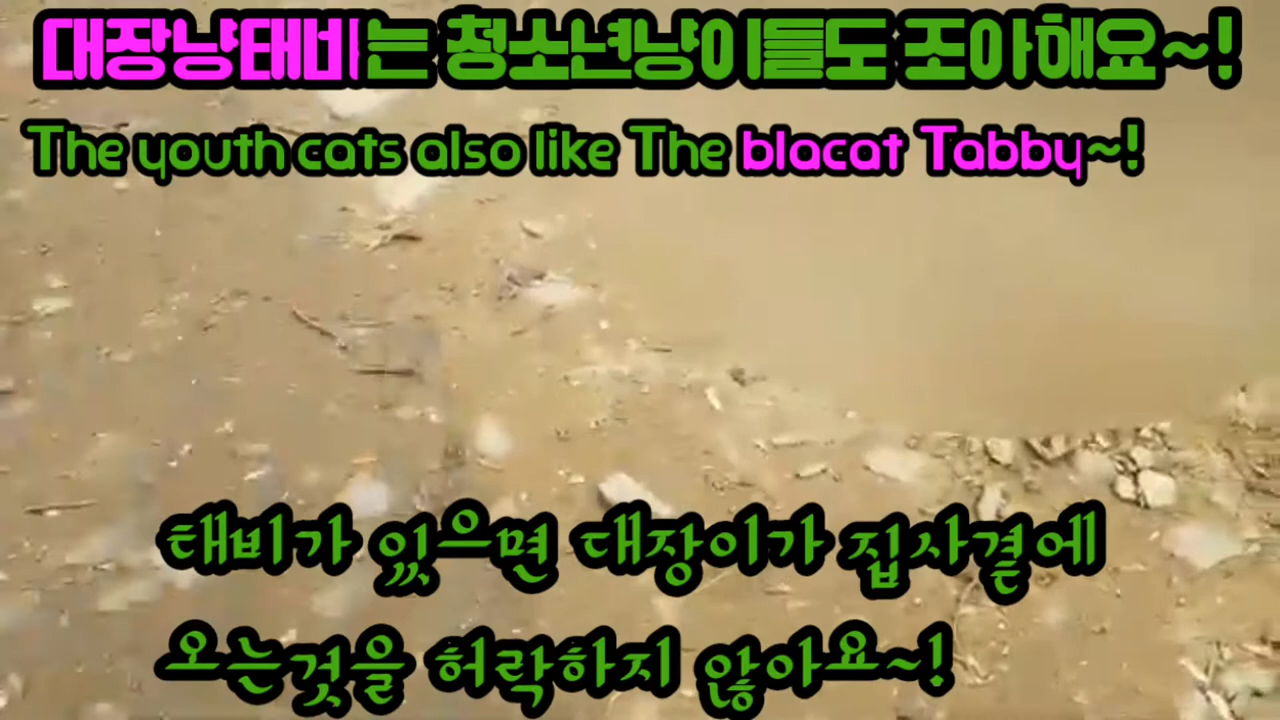 대장냥태비는 청소년냥이들도 조아해요~!
The youth cats also like The blacat Tabby~!
태비가 있으면 대장이가 집사곁에
오는것을 허락하지 않아요~!